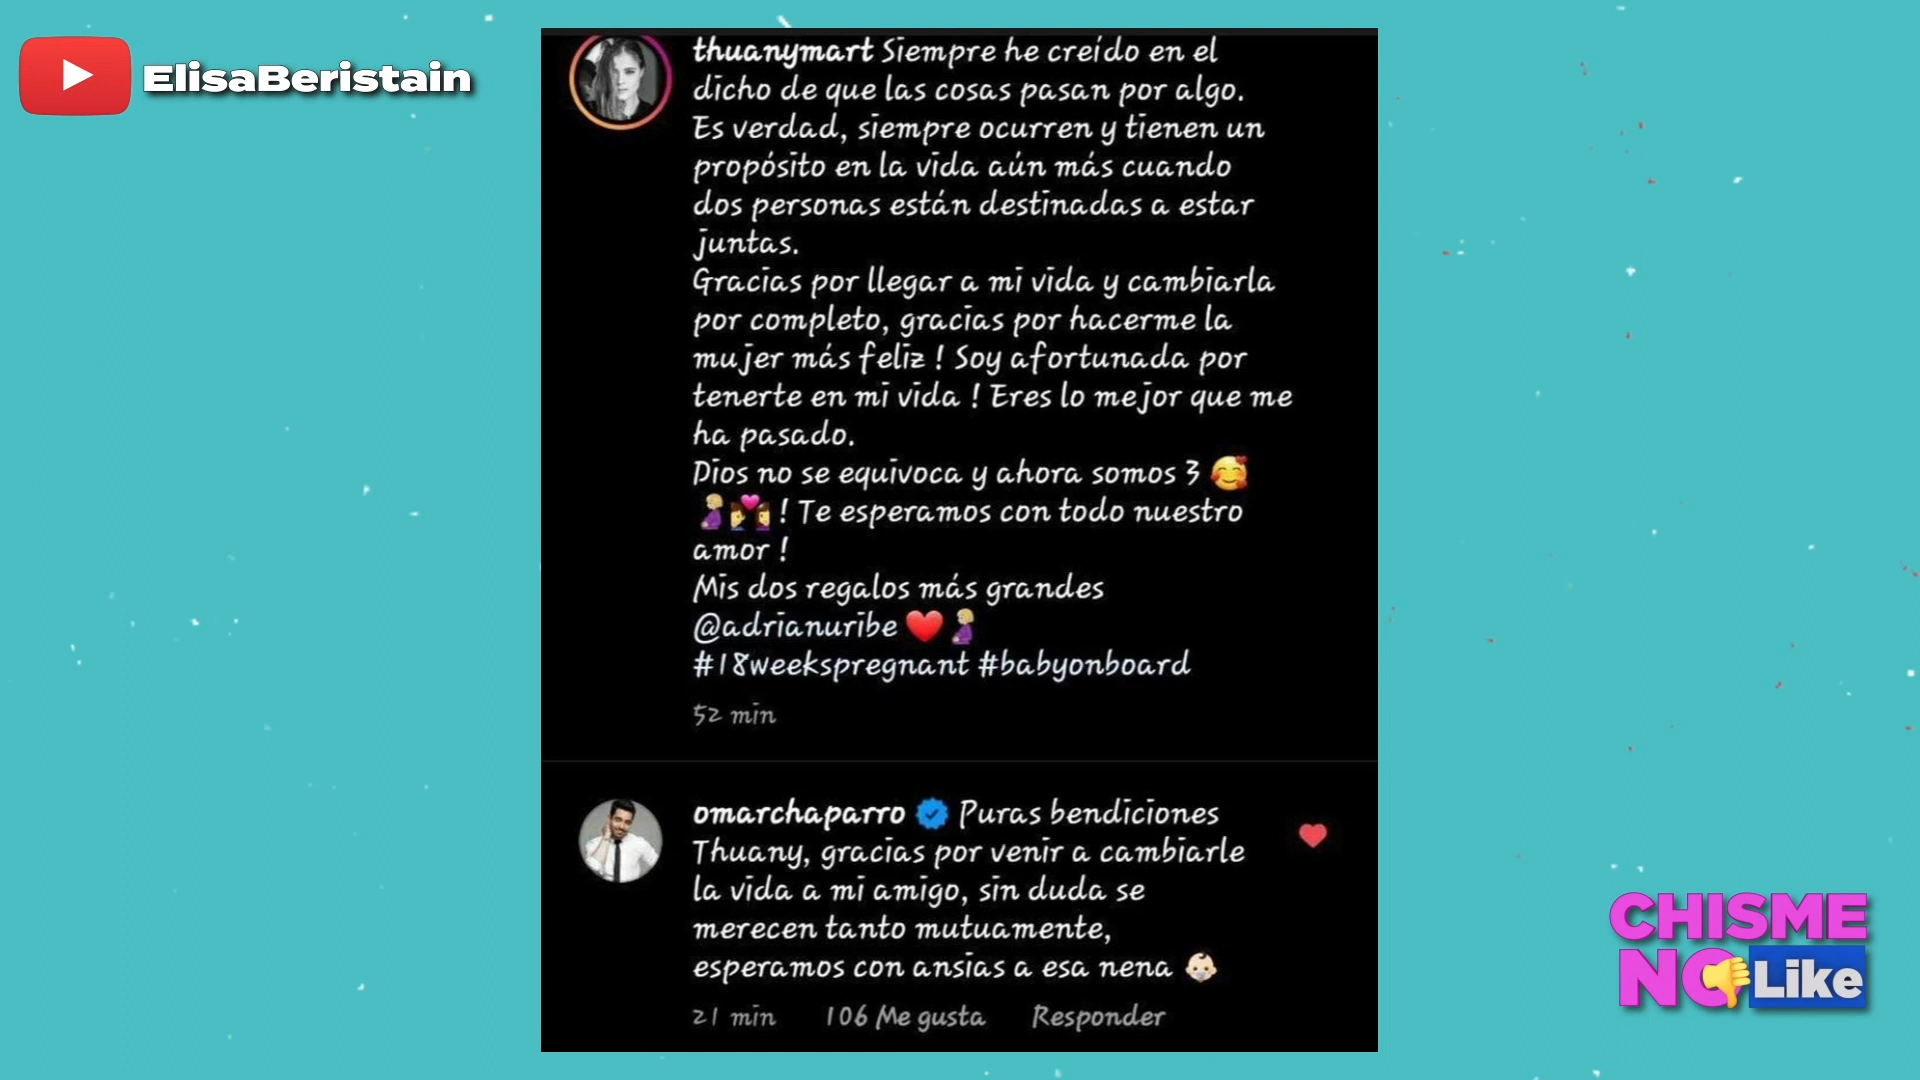 ElisaBeristain
thuanymart Siempre he creído en el
dicho de que las cosas pasan por algo.
Es verdad, siempre ocurren y tienen un
propósito en la vida aún más cuando
dos personas están destinadas a estar
juntas.
Gracias por llegar a mi vida y cambiarla
por completo, gracias por hacerme la
mujer más feliz ! Soy afortunada por
tenerte en mi vida ! Eres lo mejor que me
ha pasado.
Dios no se equivoca y ahora somos 3 🥰
🤰🏼💑 ! Te esperamos con todo nuestro
amor !
Mis dos regalos más grandes
@adrianuribe ❤️🤰🏼
#18weekspregnant #babyonboard
52 min
omarchaparro Puras bendiciones
Thuany, gracias por venir a cambiarle
la vida a mi amigo, sin duda se
merecen tanto mutuamente,
esperamos con ansias a esa nena 👶🏻
21 min 106 Me gusta Responder
CHISME
NO Like